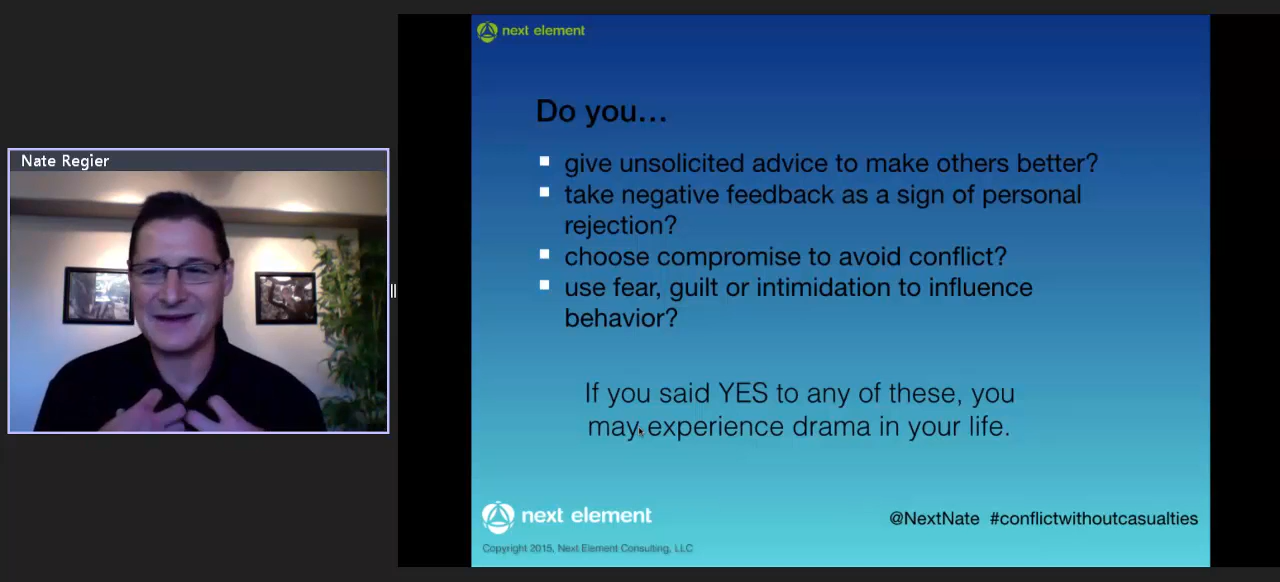 Nate Regier
next element
Do you...
give unsolicited advice to make others better?
take negative feedback as a sign of personal
rejection?
choose compromise to avoid conflict?
use fear, guilt or intimidation to influence
behavior?
If you said YES to any of these, you
may experience drama in your life.
next element
@NextNate #conflictwithoutcasualties
Copyright 2015, Next Element Consulting, LLC